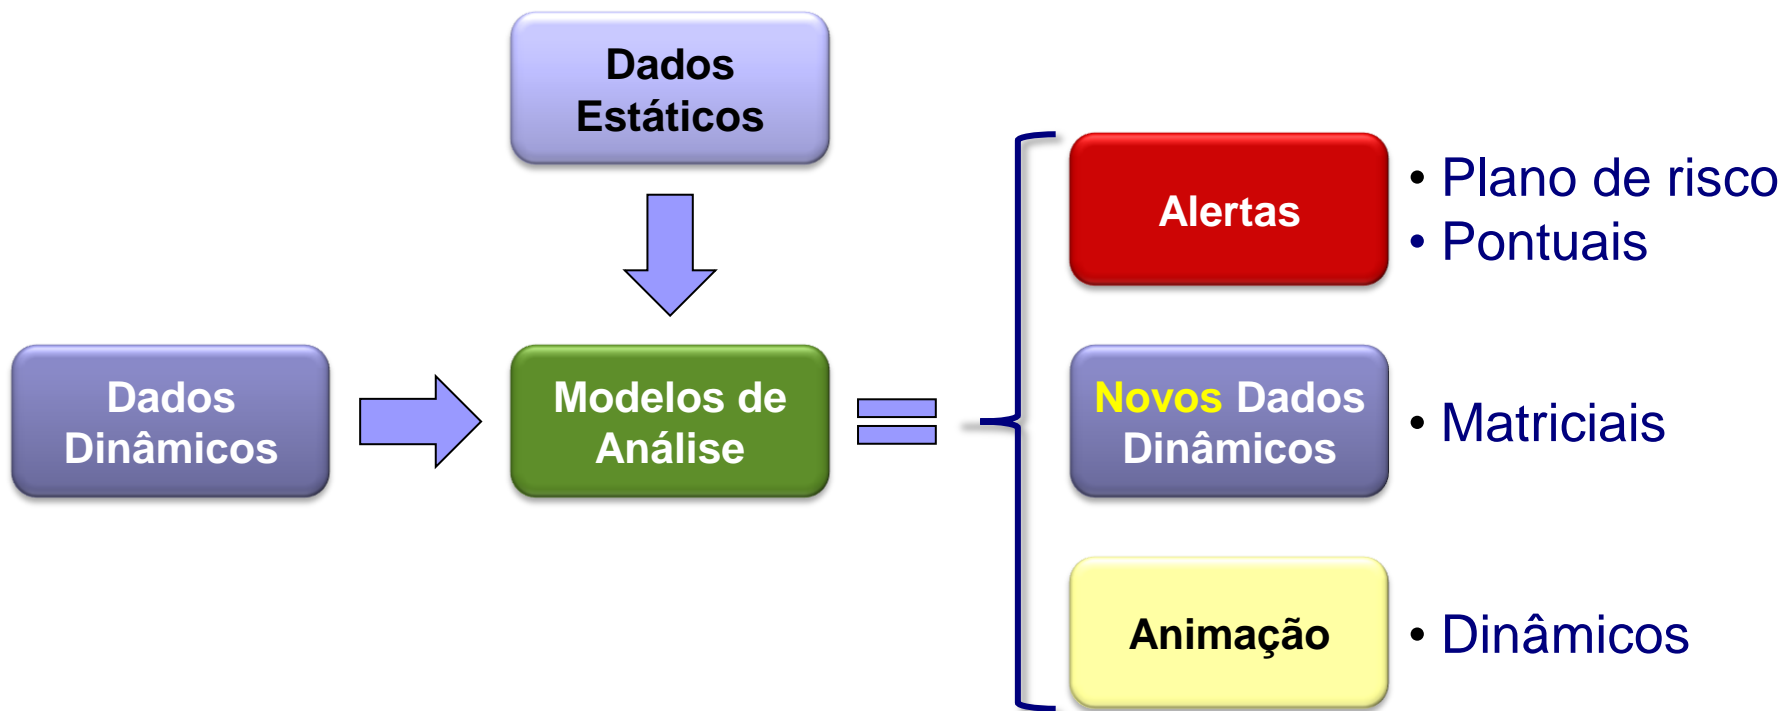 Dados
Estáticos
Alertas
• Plano de risco
• Pontuais
Dados
Dinâmicos
Modelos de
Análise
Novos Dados
Dinâmicos
• Matriciais
Animação
• Dinâmicos